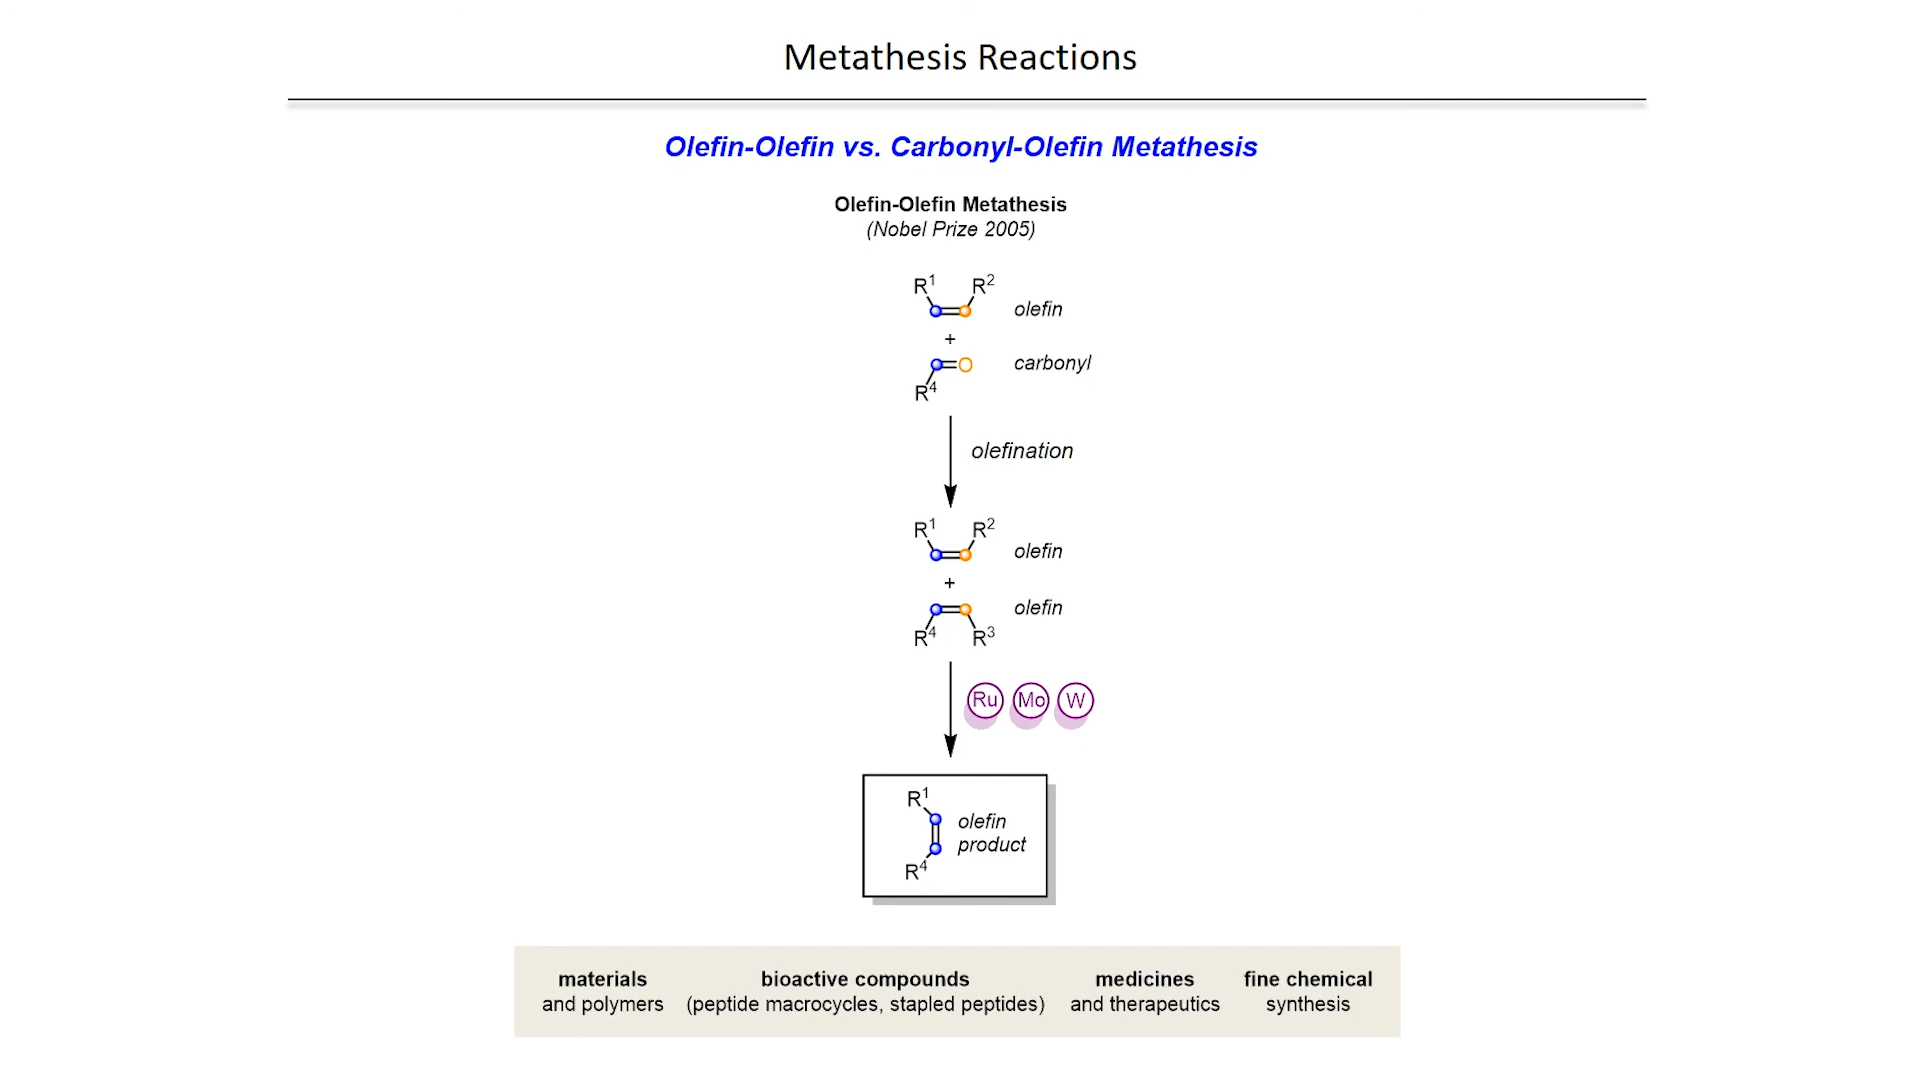 Metathesis Reactions
Olefin-Olefin vs. Carbonyl-Olefin Metathesis
Olefin-Olefin Metathesis
(Nobel Prize 2005)
R1 R2
olefin
+
O carbonyl
R4
olefination
R1 R2
olefin
+
olefin
R4 R3
Ru Mo W
R1
olefin
product
R4
materials bioactive compounds medicines fine chemical
and polymers (peptide macrocycles, stapled peptides) and therapeutics synthesis